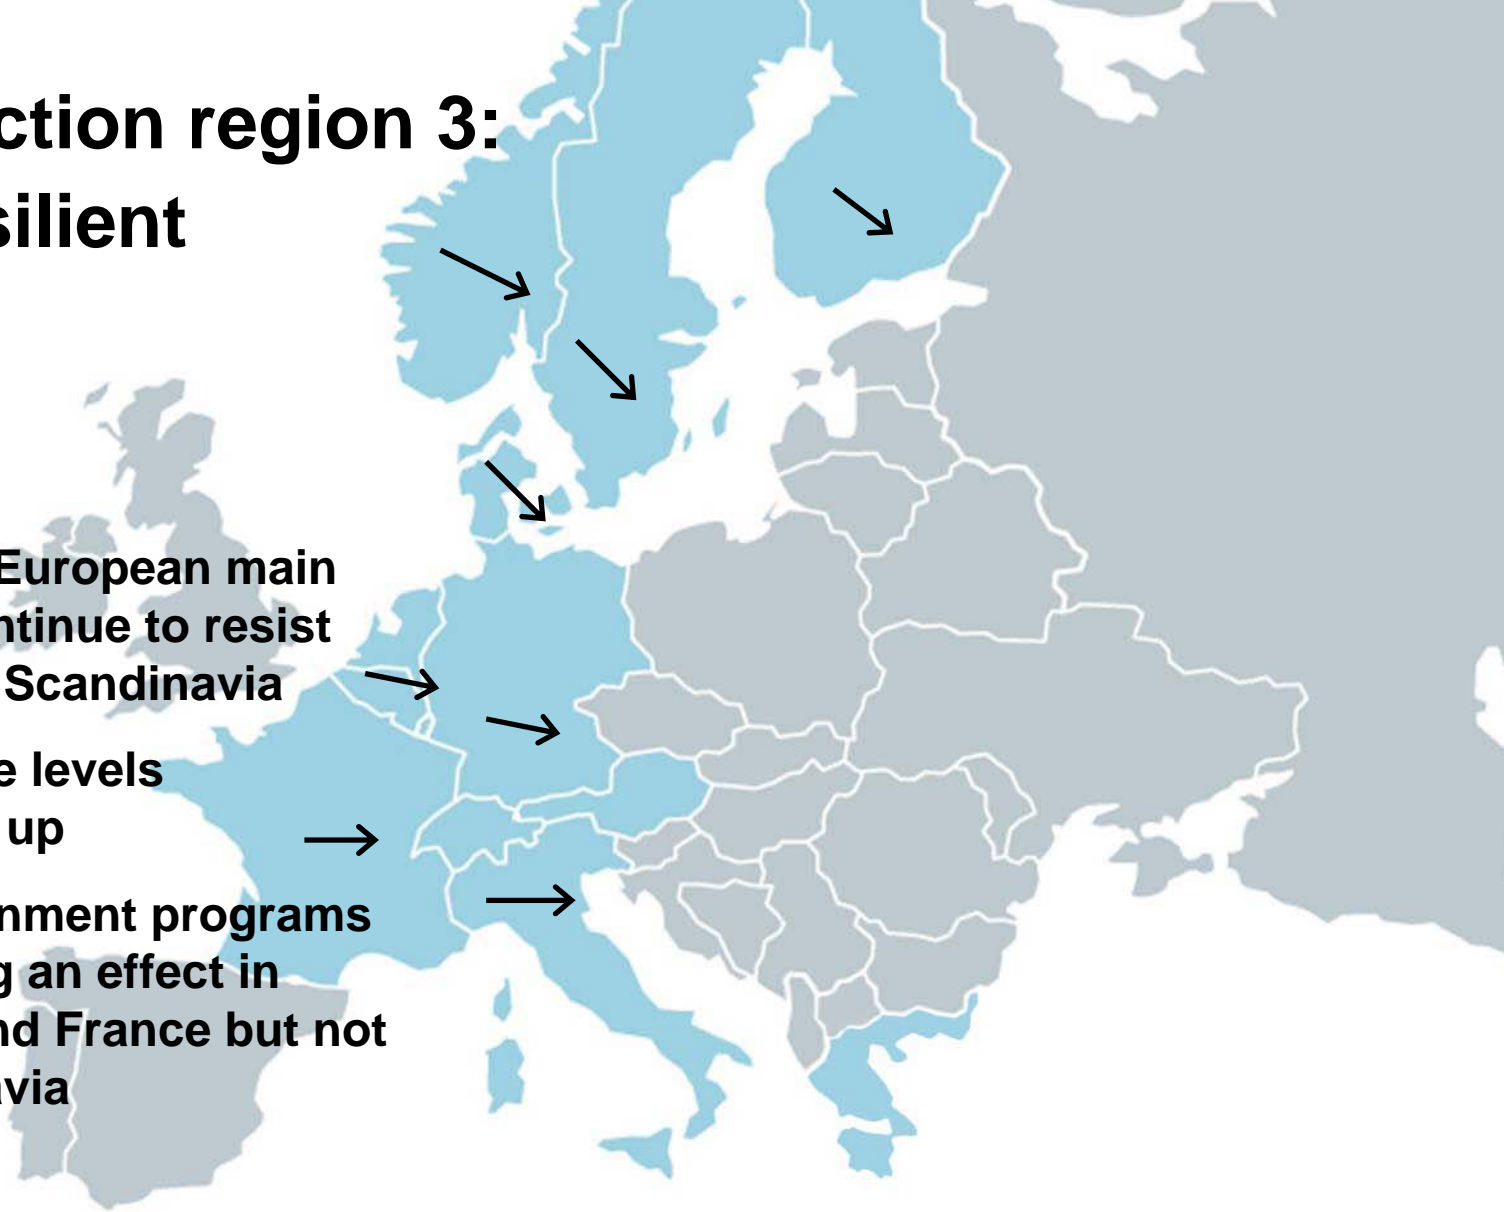 ction region 3:
silient
European main
ntinue to resist
Scandinavia
e levels
up
nment programs
g an effect in
nd France but not
avia